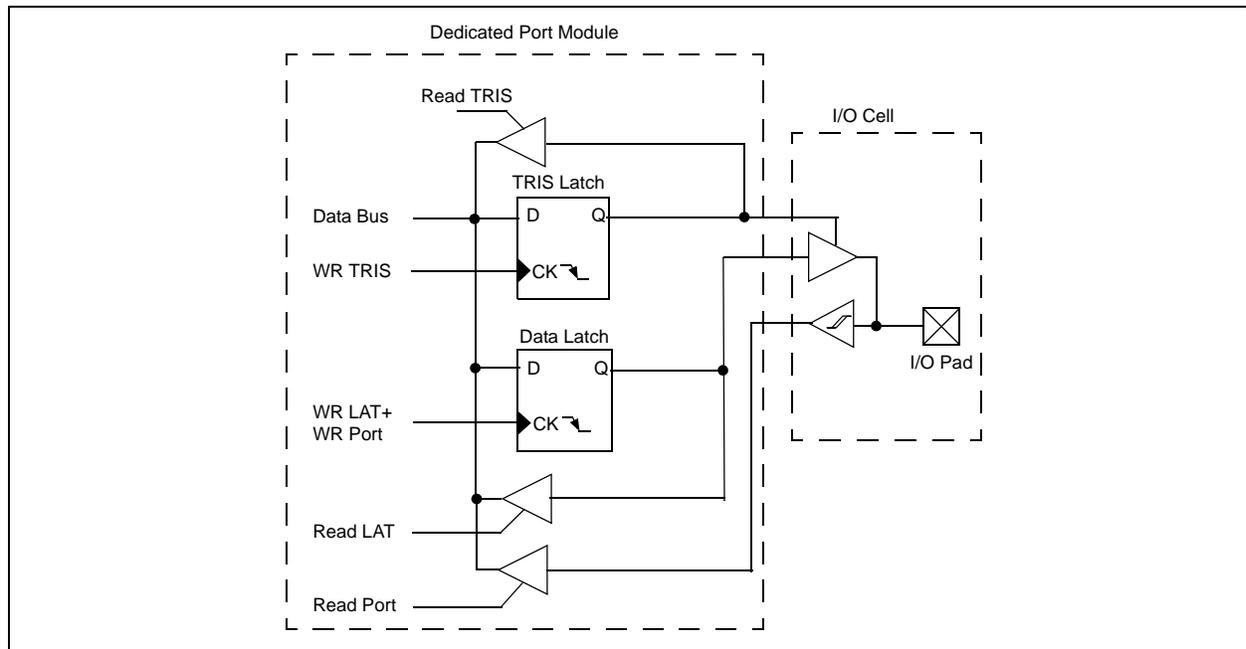 Dedicated Port Module
Read TRIS
I/O Cell
TRIS Latch
Data Bus
D
Q
WR TRIS
CK
I/O Pad
Data Latch
D
Q
WR LAT+
WR Port
CK
Read LAT
Read Port